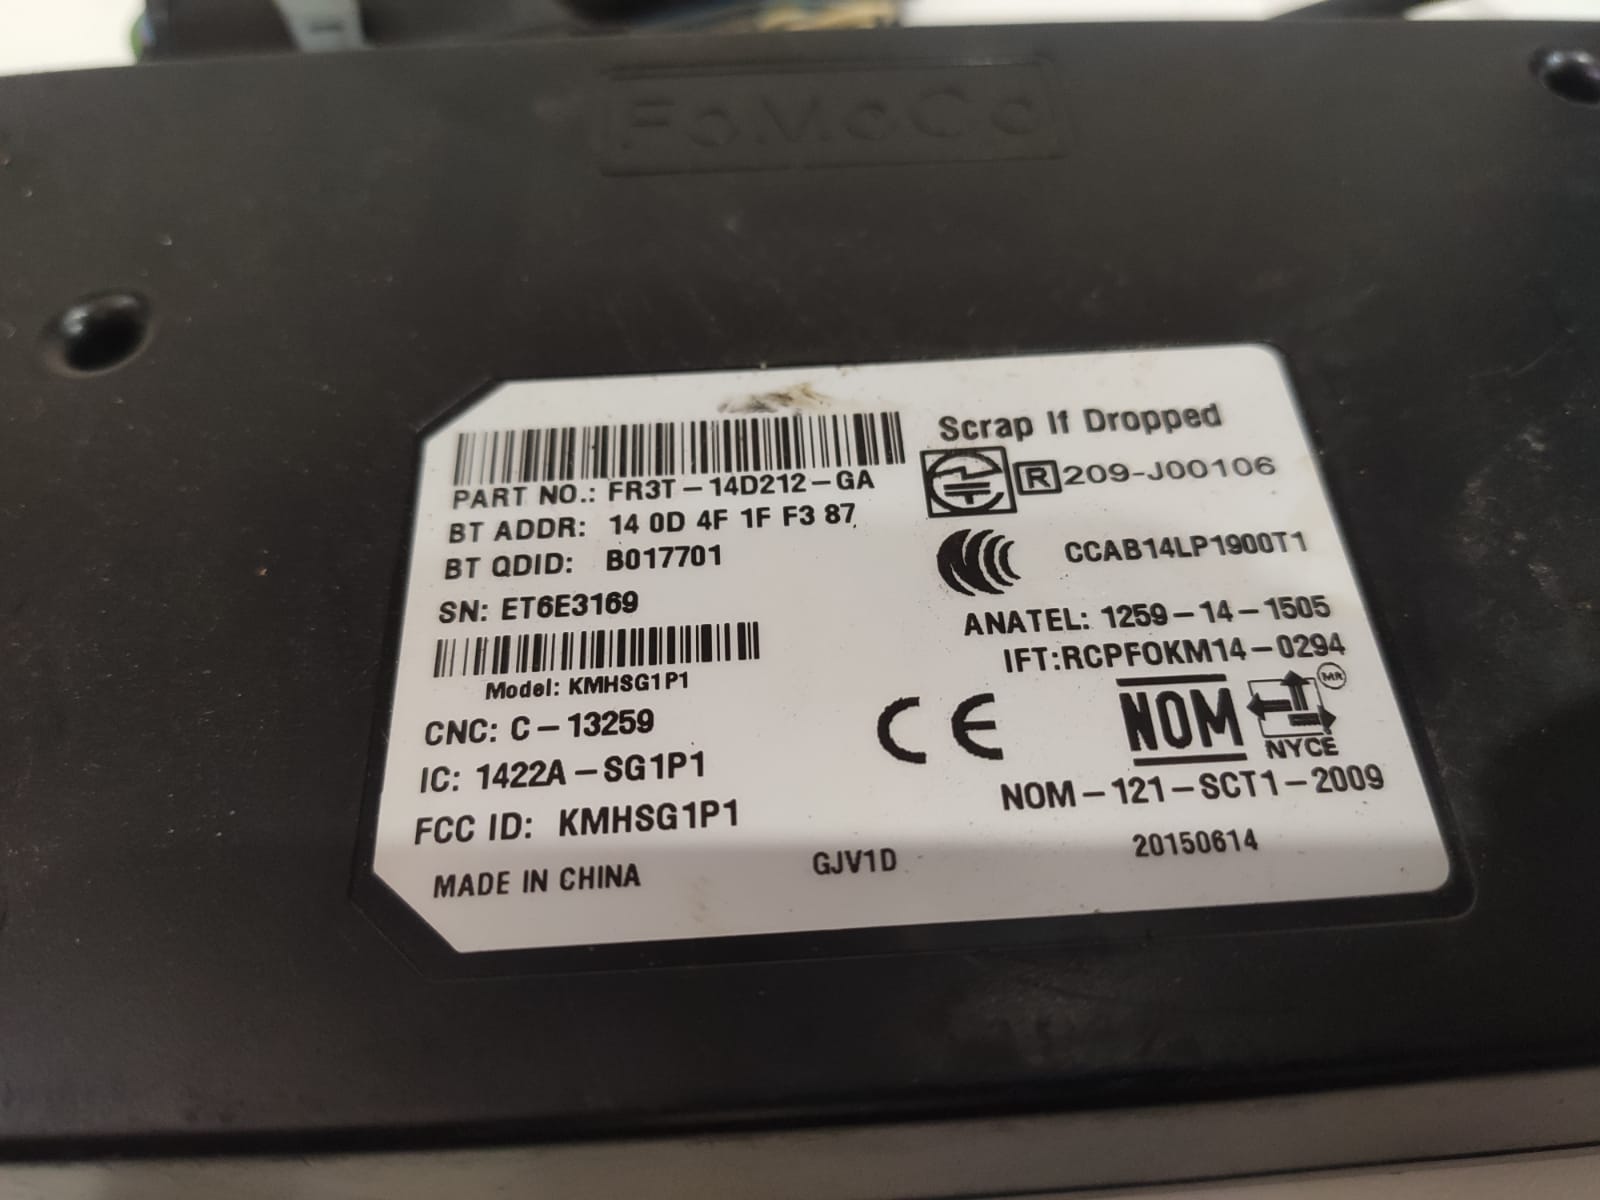 FoMoCo
PART NO.: FR3T-14D212-GA
BT ADDR: 14 0D 4F 1F F3 87
BT QDID: B017701
SN: ET6E3169
Model: KMHSG1P1
CNC: C-13259
IC: 1422A-SG1P1
FCC ID: KMHSG1P1
MADE IN CHINA
GJV1D
Scrap If Dropped
R 209-J00106
CCC
CCAB14LP1900T1
ANATEL: 1259-14-1505
IFT:RCPFOKM14-0294
CE
NOM
MR
NYCE
NOM-121-SCT1-2009
20150614